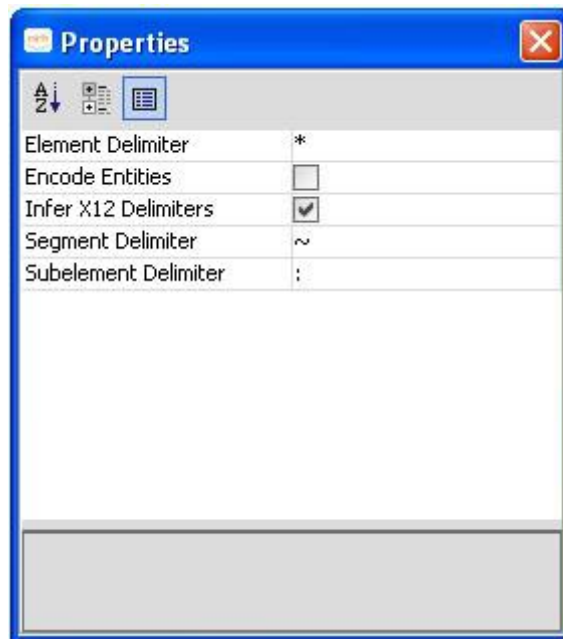 Properties
Element Delimiter *
Encode Entities
Infer X12 Delimiters
Segment Delimiter ~
Subelement Delimiter :